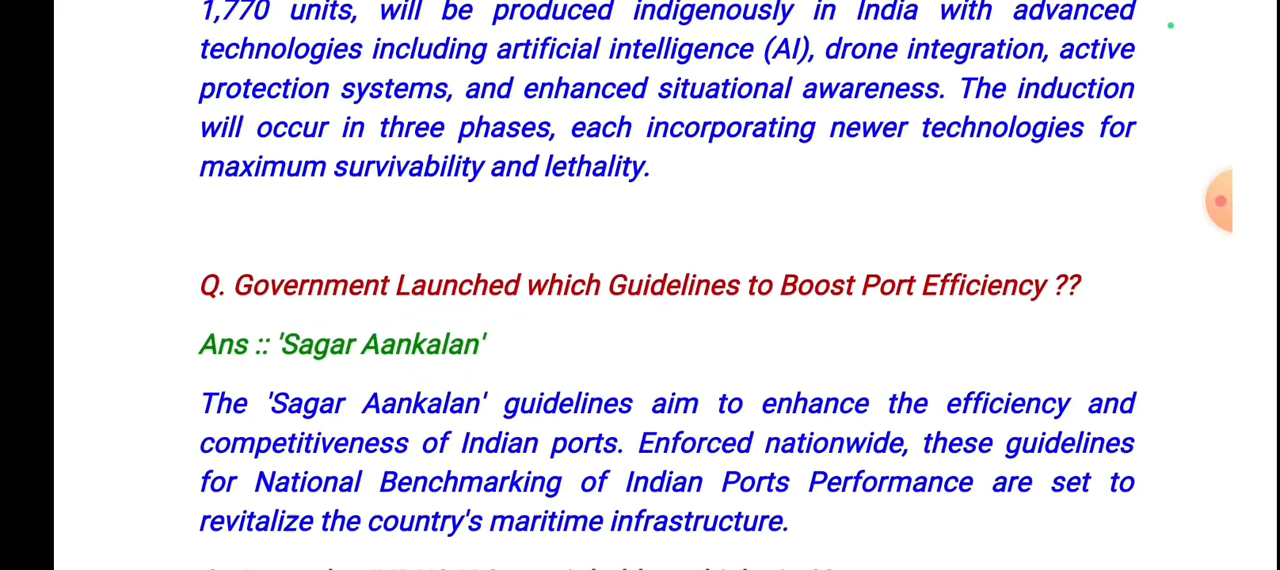 1,770 units, will be produced indigenously in India with advanced
technologies including artificial intelligence (AI), drone integration, active
protection systems, and enhanced situational awareness. The induction
will occur in three phases, each incorporating newer technologies for
maximum survivability and lethality.
Q. Government Launched which Guidelines to Boost Port Efficiency ??
Ans :: 'Sagar Aankalan'
The 'Sagar Aankalan' guidelines aim to enhance the efficiency and
competitiveness of Indian ports. Enforced nationwide, these guidelines
for National Benchmarking of Indian Ports Performance are set to
revitalize the country's maritime infrastructure.